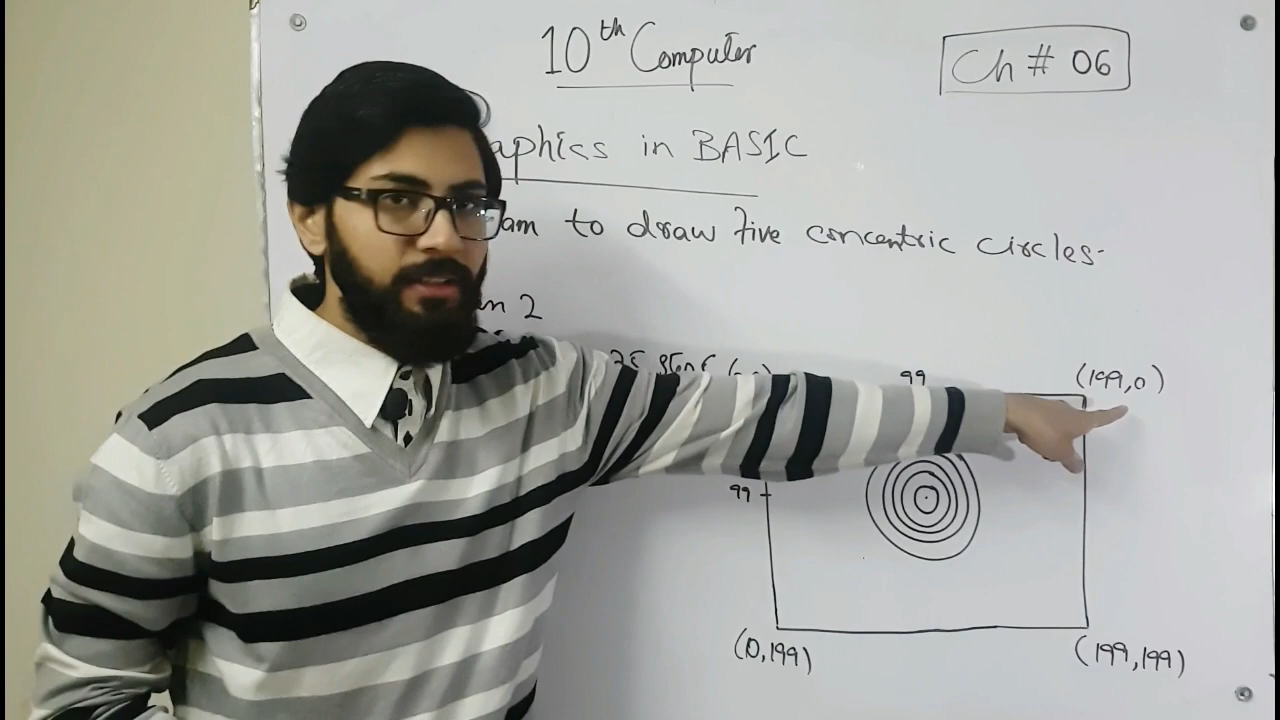 10th Computer
Ch # 06
aphics in BASIC
am to draw five concentric circles.
n 2
99
(199,0)
99
(0,199)
(199,199)